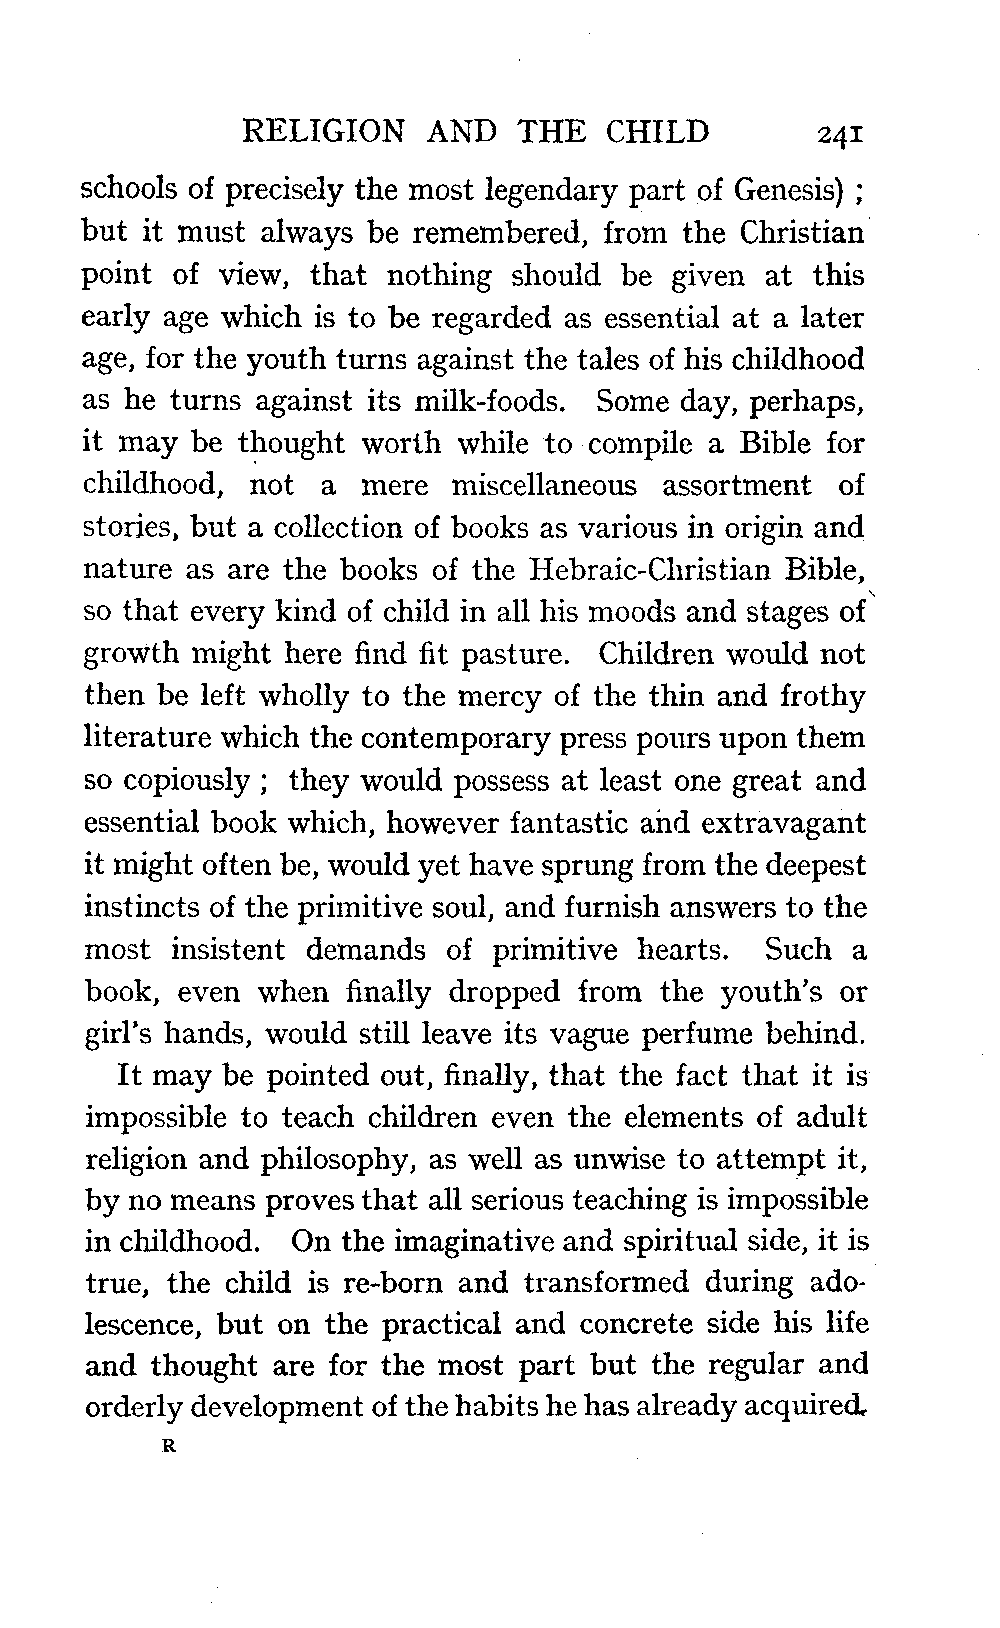 RELIGION AND THE CHILD 241
schools of precisely the most legendary part of Genesis) ;
but it must always be remembered, from the Christian
point of view, that nothing should be given at this
early age which is to be regarded as essential at a later
age, for the youth turns against the tales of his childhood
as he turns against its milk-foods. Some day, perhaps,
it may be thought worth while to compile a Bible for
childhood, not a mere miscellaneous assortment of
stories, but a collection of books as various in origin and
nature as are the books of the Hebraic-Christian Bible,
so that every kind of child in all his moods and stages of
growth might here find fit pasture. Children would not
then be left wholly to the mercy of the thin and frothy
literature which the contemporary press pours upon them
so copiously ; they would possess at least one great and
essential book which, however fantastic and extravagant
it might often be, would yet have sprung from the deepest
instincts of the primitive soul, and furnish answers to the
most insistent demands of primitive hearts. Such a
book, even when finally dropped from the youth's or
girl's hands, would still leave its vague perfume behind.
It may be pointed out, finally, that the fact that it is
impossible to teach children even the elements of adult
religion and philosophy, as well as unwise to attempt it,
by no means proves that all serious teaching is impossible
in childhood. On the imaginative and spiritual side, it is
true, the child is re-born and transformed during ado-
lescence, but on the practical and concrete side his life
and thought are for the most part but the regular and
orderly development of the habits he has already acquired.
R